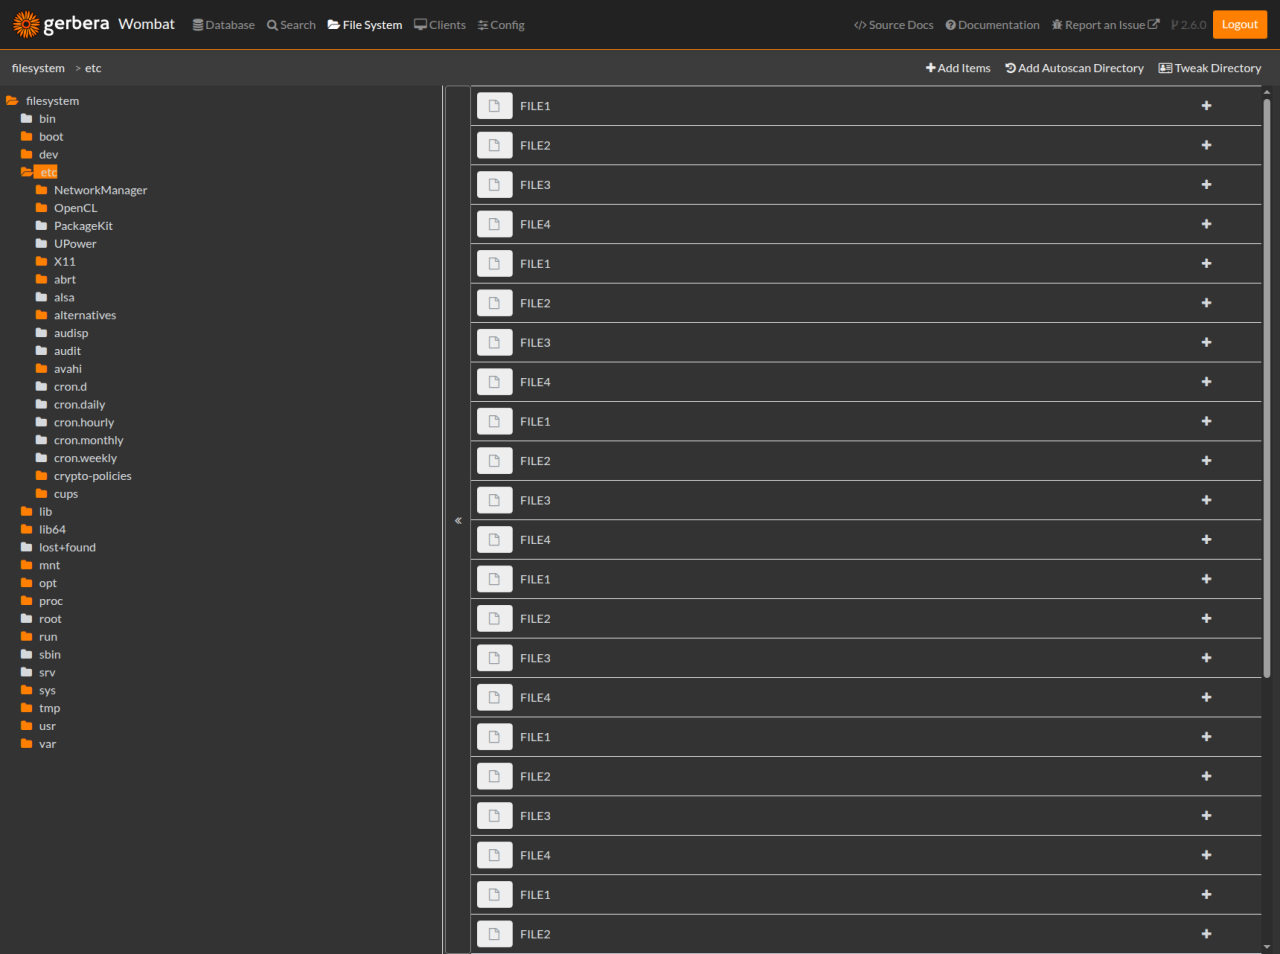 gerbera Wombat Database Search File System Clients Config Source Docs Documentation Report an Issue 2.6.0 Logout
filesystem > etc Add Items Add Autoscan Directory Tweak Directory
filesystem
bin
boot
dev
etc
NetworkManager
OpenCL
PackageKit
UPower
X11
abrt
alsa
alternatives
audisp
audit
avahi
cron.d
cron.daily
cron.hourly
cron.monthly
cron.weekly
crypto-policies
cups
lib
lib64
lost+found
mnt
opt
proc
root
run
sbin
srv
sys
tmp
usr
var
«
FILE1
FILE2
FILE3
FILE4
FILE1
FILE2
FILE3
FILE4
FILE1
FILE2
FILE3
FILE4
FILE1
FILE2
FILE3
FILE4
FILE1
FILE2
FILE3
FILE4
FILE1
FILE2